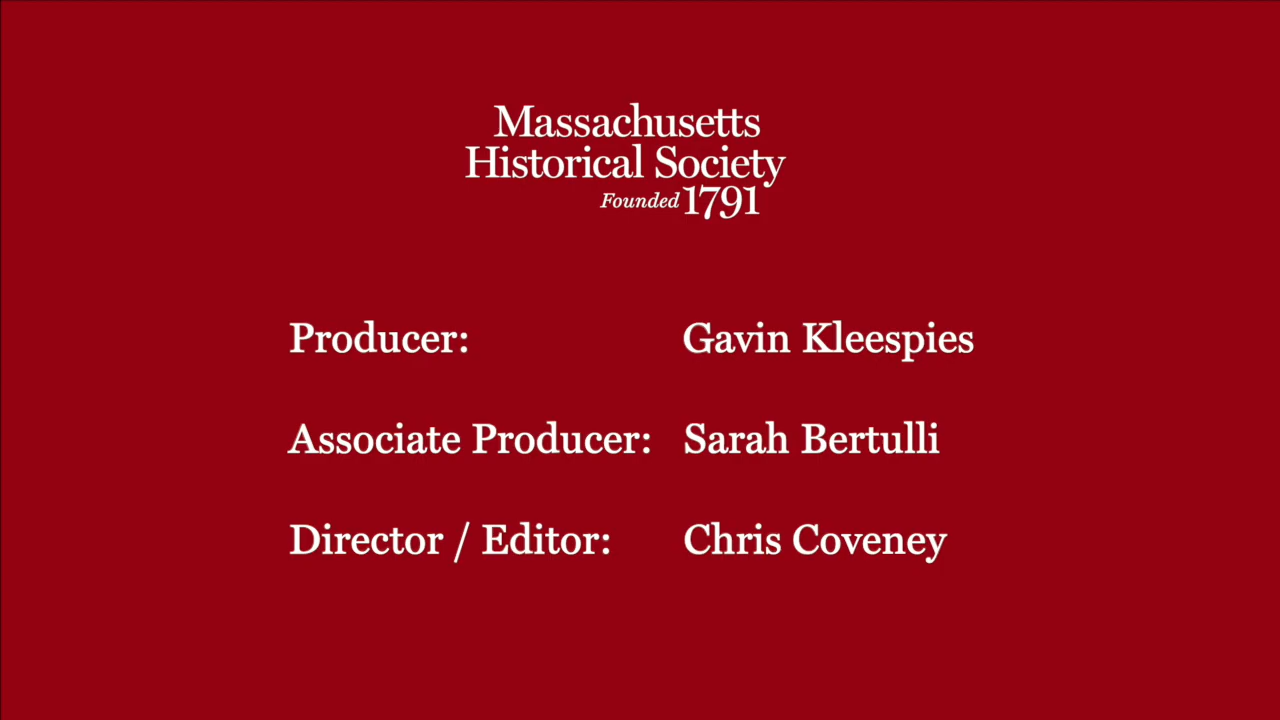 Massachusetts
Historical Society
Founded 1791
Producer: Gavin Kleespies
Associate Producer: Sarah Bertulli
Director / Editor: Chris Coveney